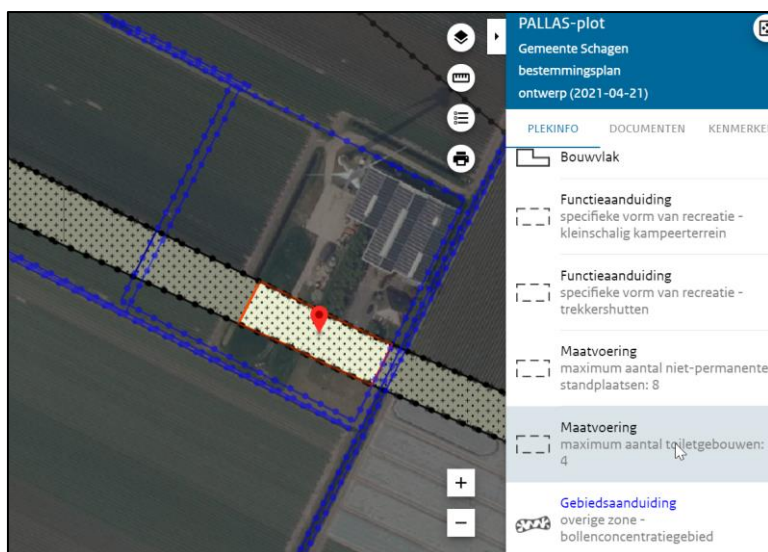 PALLAS-plot
Gemeente Schagen
bestemmingsplan
ontwerp (2021-04-21)
PLEKINFO DOCUMENTEN KENMERKE
Bouwvlak
Functieaanduiding
specifieke vorm van recreatie -
kleinschalig kampeerterrein
Functieaanduiding
specifieke vorm van recreatie -
trekkershutten
Maatvoering
maximum aantal niet-permanente
standplaatsen: 8
Maatvoering
maximum aantal toiletgebouwen:
4
Gebiedsaanduiding
overige zone -
bollenconcentratiegebied